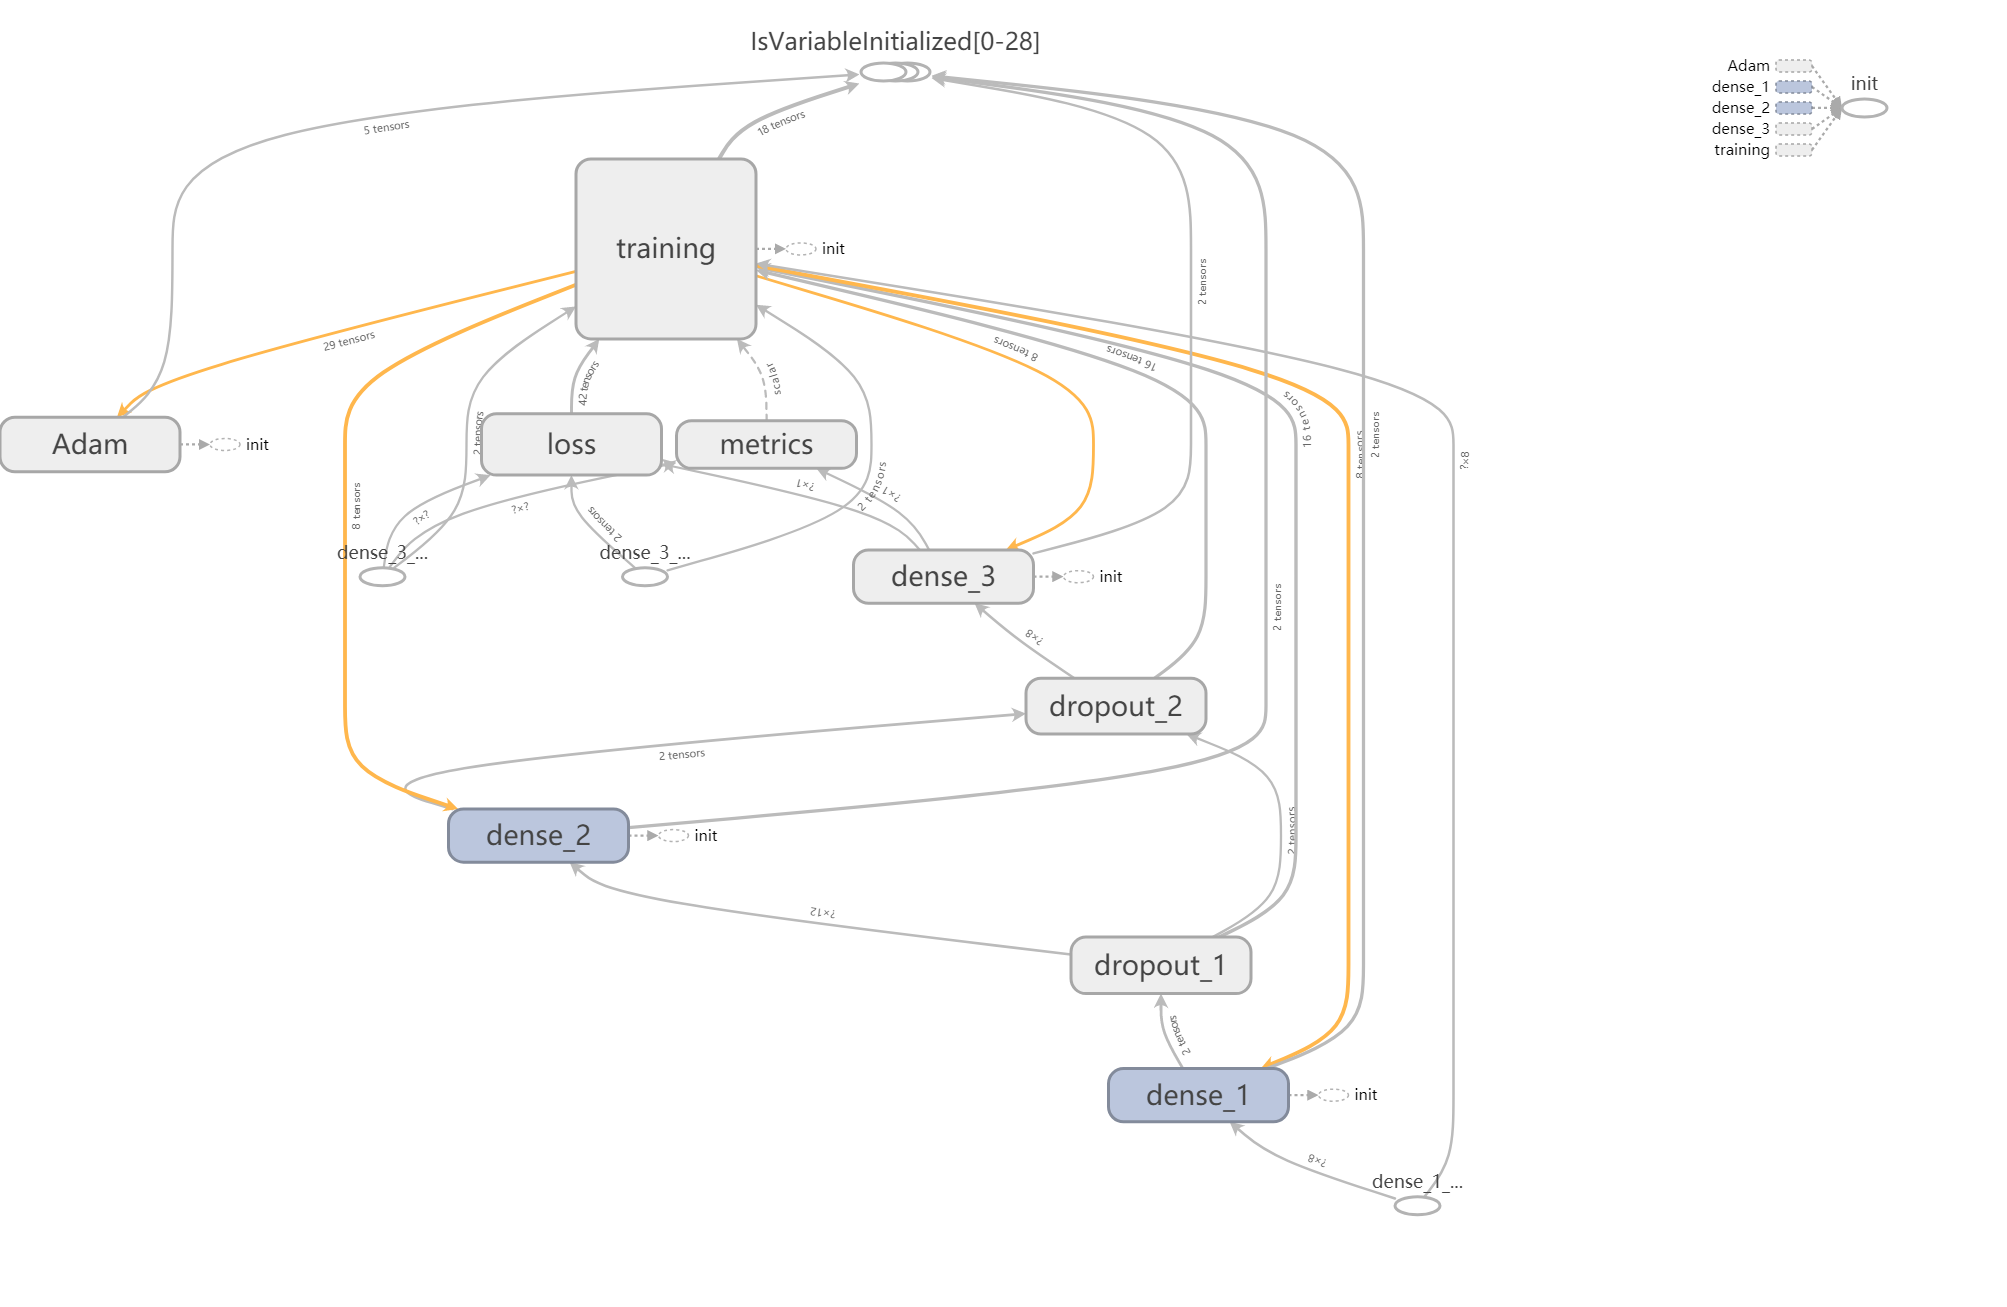 IsVariableInitialized[0-28]
Adam
dense_1
dense_2
dense_3
training
init
5 tensors
18 tensors
training
init
2 tensors
29 tensors
42 tensors
scalar
8 tensors
16 tensors
16 tensors
2 tensors
8 tensors
?×8
Adam
init
2 tensors
loss
metrics
8 tensors
?×?
?×?
2 tensors
?×1
?×1
2 tensors
dense_3_...
dense_3_...
dense_3
init
2 tensors
?×8
dropout_2
2 tensors
dense_2
init
2 tensors
?×12
dropout_1
2 tensors
dense_1
init
?×8
dense_1_...